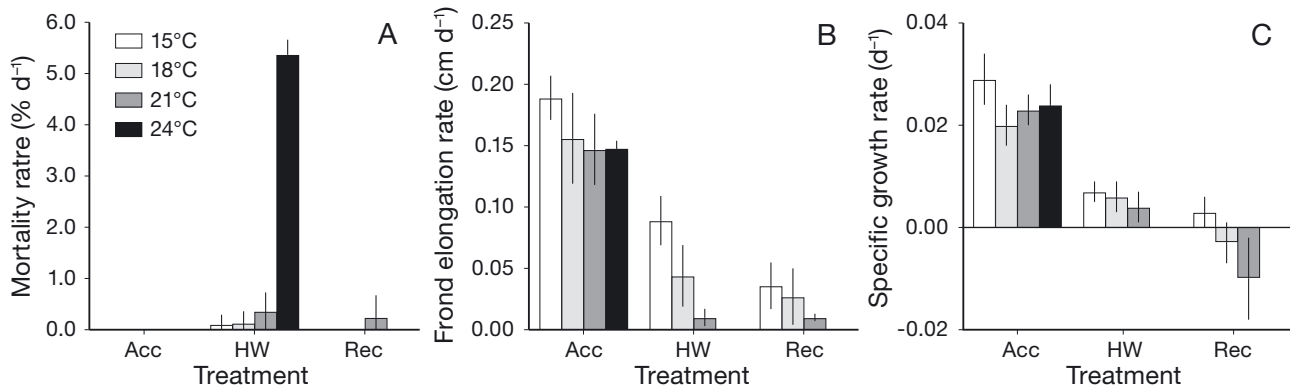 A
Mortality ratre (% d⁻¹)
6.0
5.0
4.0
3.0
2.0
1.0
0.0
15°C
18°C
21°C
24°C
Acc HW Rec
Treatment
B
Frond elongation rate (cm d⁻¹)
0.25
0.20
0.15
0.10
0.05
0.00
Acc HW Rec
Treatment
C
Specific growth rate (d⁻¹)
0.04
0.02
0.00
-0.02
Acc HW Rec
Treatment